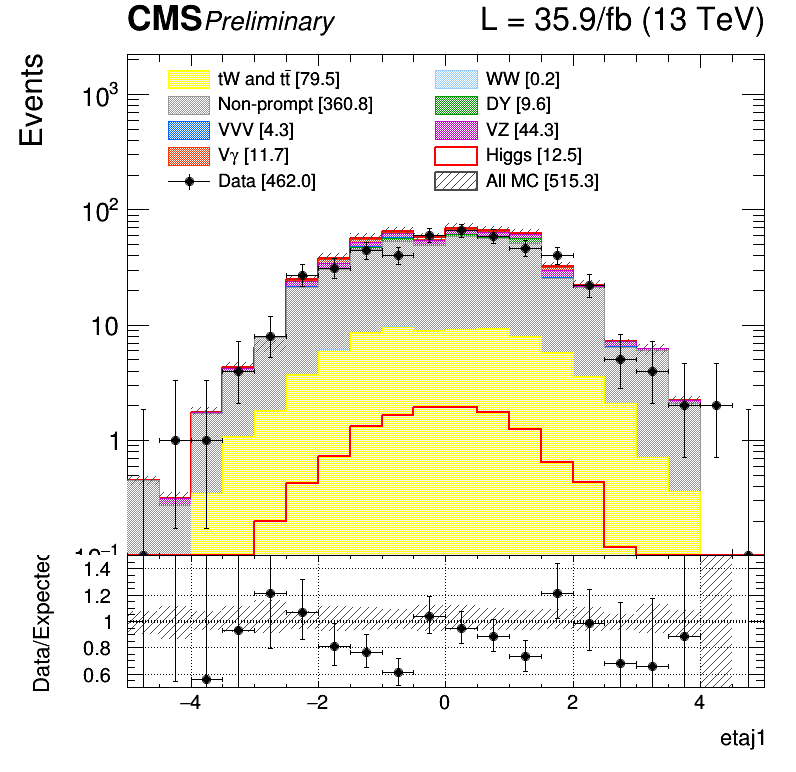 CMS Preliminary L = 35.9/fb (13 TeV)
Events
tW and tt̄ [79.5] WW [0.2]
Non-prompt [360.8] DY [9.6]
VVV [4.3] VZ [44.3]
Vγ [11.7] Higgs [12.5]
Data [462.0] All MC [515.3]
10³
10²
10
1
Data/Expected
1.4
1.2
1
0.8
0.6
−4 −2 0 2 4
etaj1